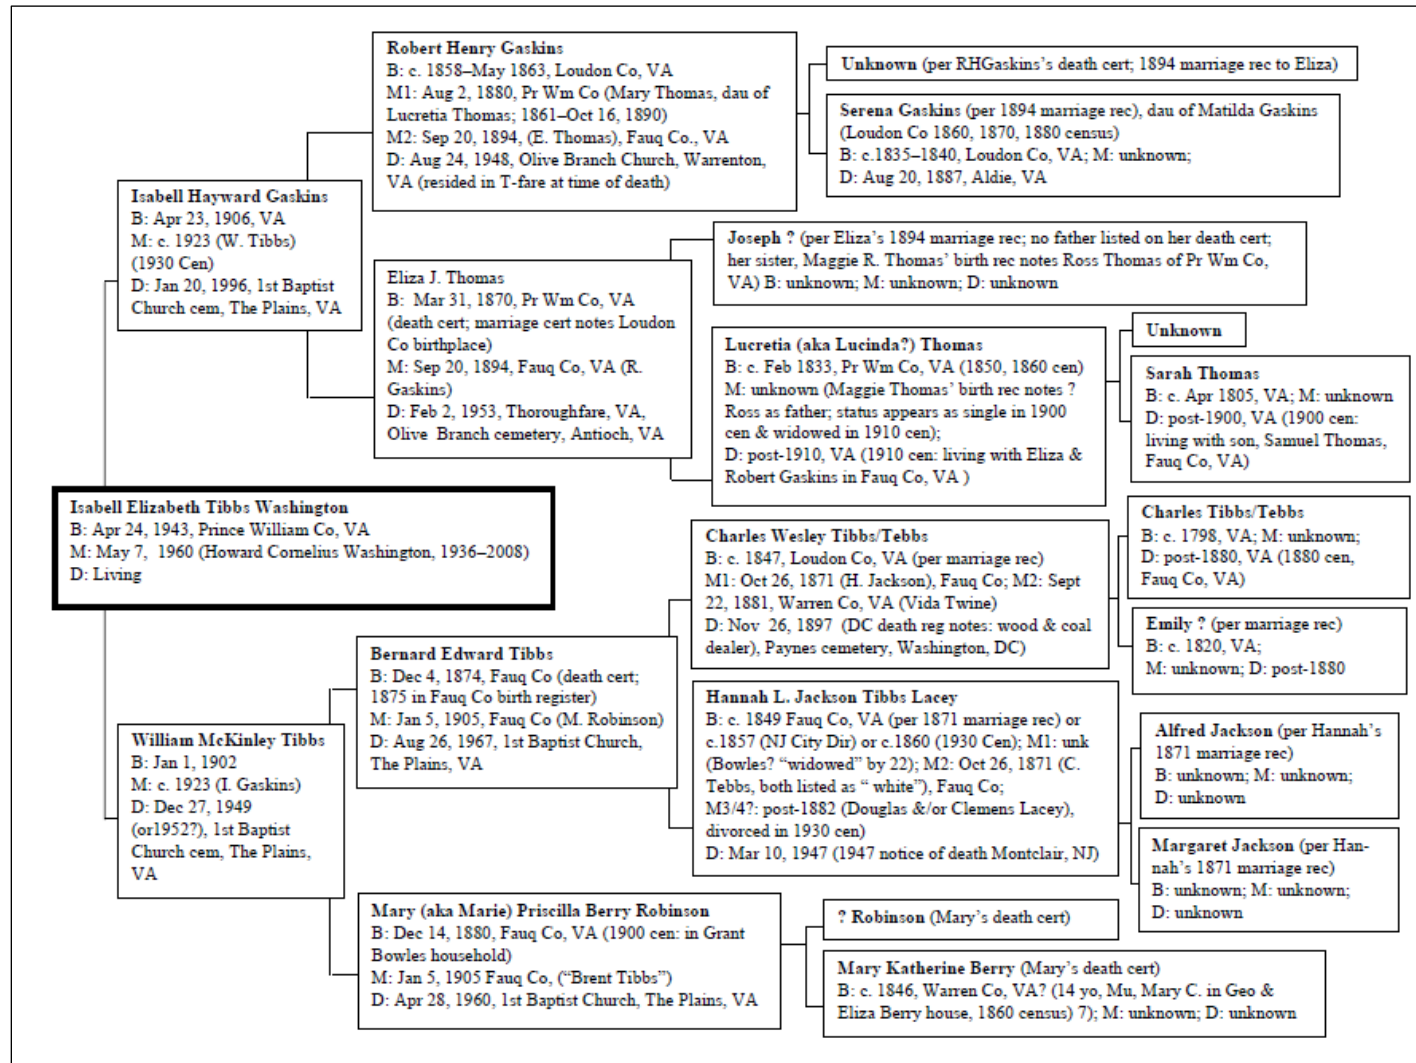 Robert Henry Gaskins
B: c. 1858–May 1863, Loudon Co, VA
M1: Aug 2, 1880, Pr Wm Co (Mary Thomas, dau of
Lucretia Thomas; 1861–Oct 16, 1890)
M2: Sep 20, 1894, (E. Thomas), Fauq Co., VA
D: Aug 24, 1948, Olive Branch Church, Warrenton,
VA (resided in T-fare at time of death)
Unknown (per RHGaskins's death cert; 1894 marriage rec to Eliza)
Serena Gaskins (per 1894 marriage rec), dau of Matilda Gaskins
(Loudon Co 1860, 1870, 1880 census)
B: c.1835–1840, Loudon Co, VA; M: unknown;
D: Aug 20, 1887, Aldie, VA
Isabell Hayward Gaskins
B: Apr 23, 1906, VA
M: c. 1923 (W. Tibbs)
(1930 Cen)
D: Jan 20, 1996, 1st Baptist
Church cem, The Plains, VA
Eliza J. Thomas
B: Mar 31, 1870, Pr Wm Co, VA
(death cert; marriage cert notes Loudon
Co birthplace)
M: Sep 20, 1894, Fauq Co, VA (R.
Gaskins)
D: Feb 2, 1953, Thoroughfare, VA,
Olive Branch cemetery, Antioch, VA
Joseph ? (per Eliza's 1894 marriage rec; no father listed on her death cert;
her sister, Maggie R. Thomas' birth rec notes Ross Thomas of Pr Wm Co,
VA) B: unknown; M: unknown; D: unknown
Lucretia (aka Lucinda?) Thomas
B: c. Feb 1833, Pr Wm Co, VA (1850, 1860 cen)
M: unknown (Maggie Thomas' birth rec notes ?
Ross as father; status appears as single in 1900
cen & widowed in 1910 cen);
D: post-1910, VA (1910 cen: living with Eliza &
Robert Gaskins in Fauq Co, VA )
Unknown
Sarah Thomas
B: c. Apr 1805, VA; M: unknown
D: post-1900, VA (1900 cen:
living with son, Samuel Thomas,
Fauq Co, VA)
Isabell Elizabeth Tibbs Washington
B: Apr 24, 1943, Prince William Co, VA
M: May 7, 1960 (Howard Cornelius Washington, 1936–2008)
D: Living
Charles Wesley Tibbs/Tebbs
B: c. 1847, Loudon Co, VA (per marriage rec)
M1: Oct 26, 1871 (H. Jackson), Fauq Co; M2: Sept
22, 1881, Warren Co, VA (Vida Twine)
D: Nov 26, 1897 (DC death reg notes: wood & coal
dealer), Paynes cemetery, Washington, DC)
Charles Tibbs/Tebbs
B: c. 1798, VA; M: unknown;
D: post-1880, VA (1880 cen,
Fauq Co, VA)
Emily ? (per marriage rec)
B: c. 1820, VA;
M: unknown; D: post-1880
Bernard Edward Tibbs
B: Dec 4, 1874, Fauq Co (death cert;
1875 in Fauq Co birth register)
M: Jan 5, 1905, Fauq Co (M. Robinson)
D: Aug 26, 1967, 1st Baptist Church,
The Plains, VA
Hannah L. Jackson Tibbs Lacey
B: c. 1849 Fauq Co, VA (per 1871 marriage rec) or
c.1857 (NJ City Dir) or c.1860 (1930 Cen); M1: unk
(Bowles? “widowed” by 22); M2: Oct 26, 1871 (C.
Tebbs, both listed as “ white”), Fauq Co;
M3/4?: post-1882 (Douglas &/or Clemens Lacey),
divorced in 1930 cen)
D: Mar 10, 1947 (1947 notice of death Montclair, NJ)
Alfred Jackson (per Hannah's
1871 marriage rec)
B: unknown; M: unknown;
D: unknown
Margaret Jackson (per Han-
nah's 1871 marriage rec)
B: unknown; M: unknown;
D: unknown
William McKinley Tibbs
B: Jan 1, 1902
M: c. 1923 (I. Gaskins)
D: Dec 27, 1949
(or1952?), 1st Baptist
Church cem, The Plains,
VA
Mary (aka Marie) Priscilla Berry Robinson
B: Dec 14, 1880, Fauq Co, VA (1900 cen: in Grant
Bowles household)
M: Jan 5, 1905 Fauq Co, (“Brent Tibbs”)
D: Apr 28, 1960, 1st Baptist Church, The Plains, VA
? Robinson (Mary's death cert)
Mary Katherine Berry (Mary's death cert)
B: c. 1846, Warren Co, VA? (14 yo, Mu, Mary C. in Geo &
Eliza Berry house, 1860 census) 7); M: unknown; D: unknown